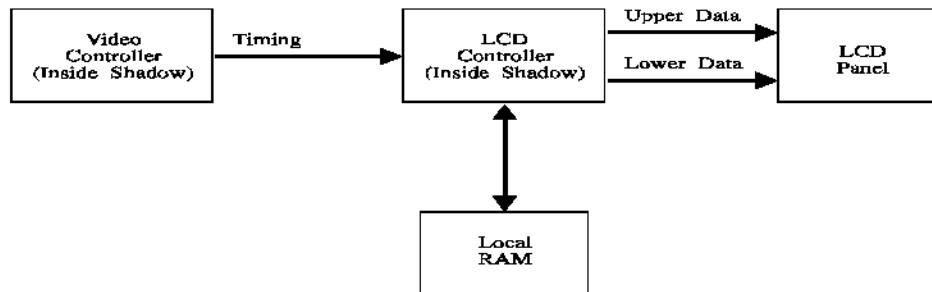 Video
Controller
(Inside Shadow)
Timing
LCD
Controller
(Inside Shadow)
Upper Data
Lower Data
LCD
Panel
Local
RAM